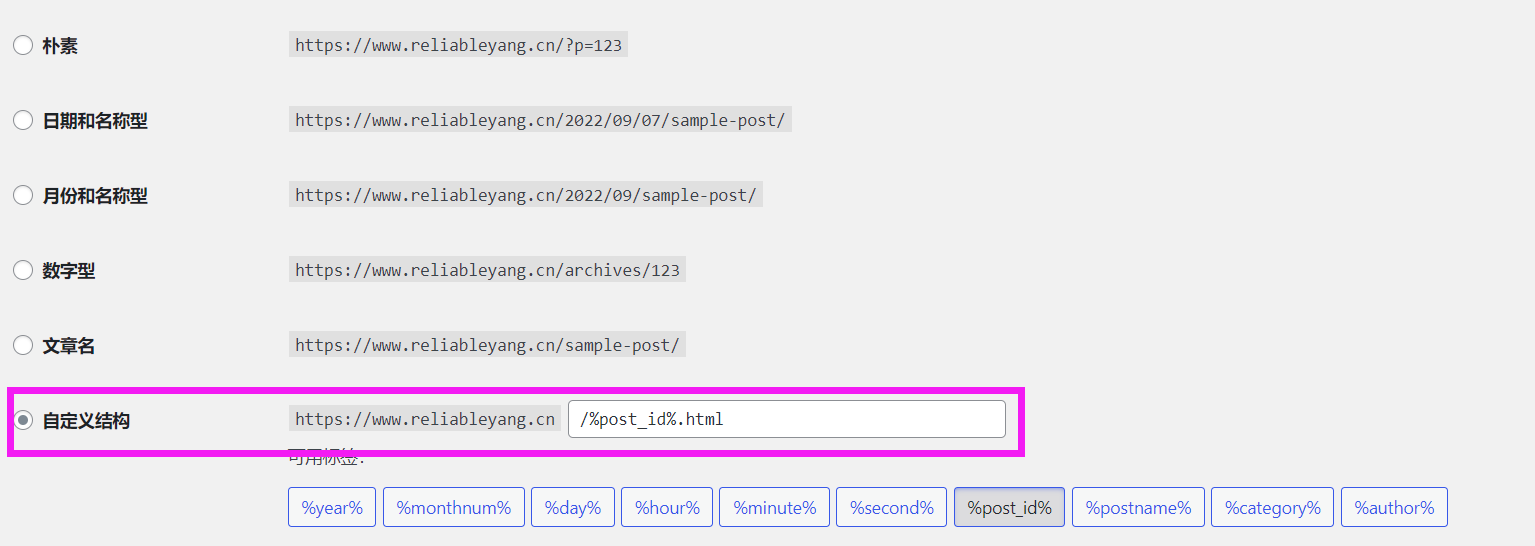 朴素 https://www.reliableyang.cn/?p=123
日期和名称型 https://www.reliableyang.cn/2022/09/07/sample-post/
月份和名称型 https://www.reliableyang.cn/2022/09/sample-post/
数字型 https://www.reliableyang.cn/archives/123
文章名 https://www.reliableyang.cn/sample-post/
自定义结构 https://www.reliableyang.cn /%post_id%.html
可用标签:
%year% %monthnum% %day% %hour% %minute% %second% %post_id% %postname% %category% %author%